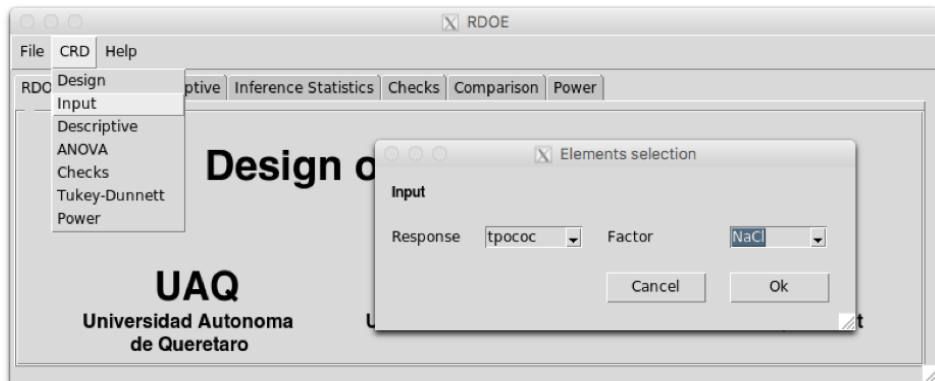 RDOE
File CRD Help
RDO ptive Inference Statistics Checks Comparison Power
Design
Input
Descriptive
ANOVA
Checks
Tukey-Dunnett
Power
Design o
UAQ
Universidad Autonoma
de Queretaro
U
t
Elements selection
Input
Response tpococ Factor NaCl
Cancel Ok